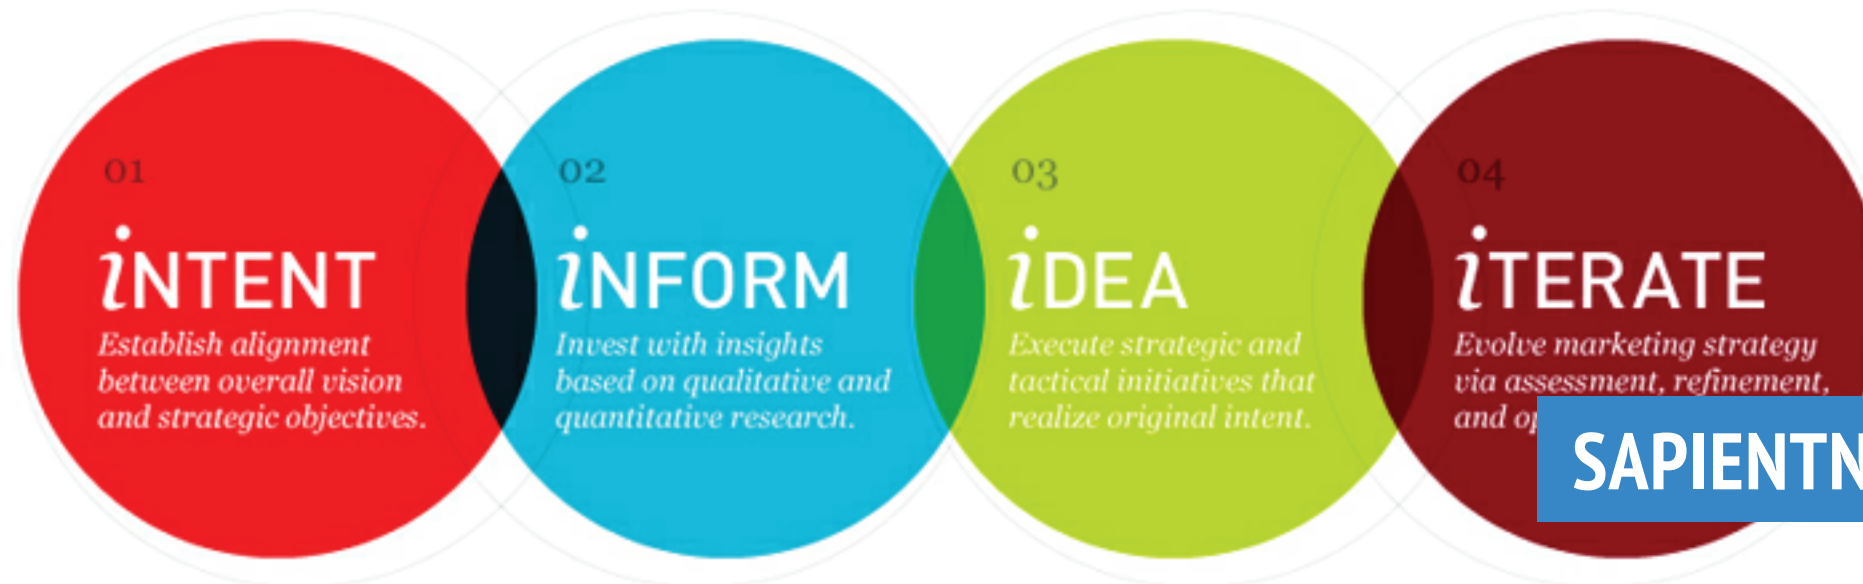 01
iNTENT
Establish alignment
between overall vision
and strategic objectives.
02
iNFORM
Invest with insights
based on qualitative and
quantitative research.
03
iDEA
Execute strategic and
tactical initiatives that
realize original intent.
04
iTERATE
Evolve marketing strategy
via assessment, refinement,
and
SAPIENTN